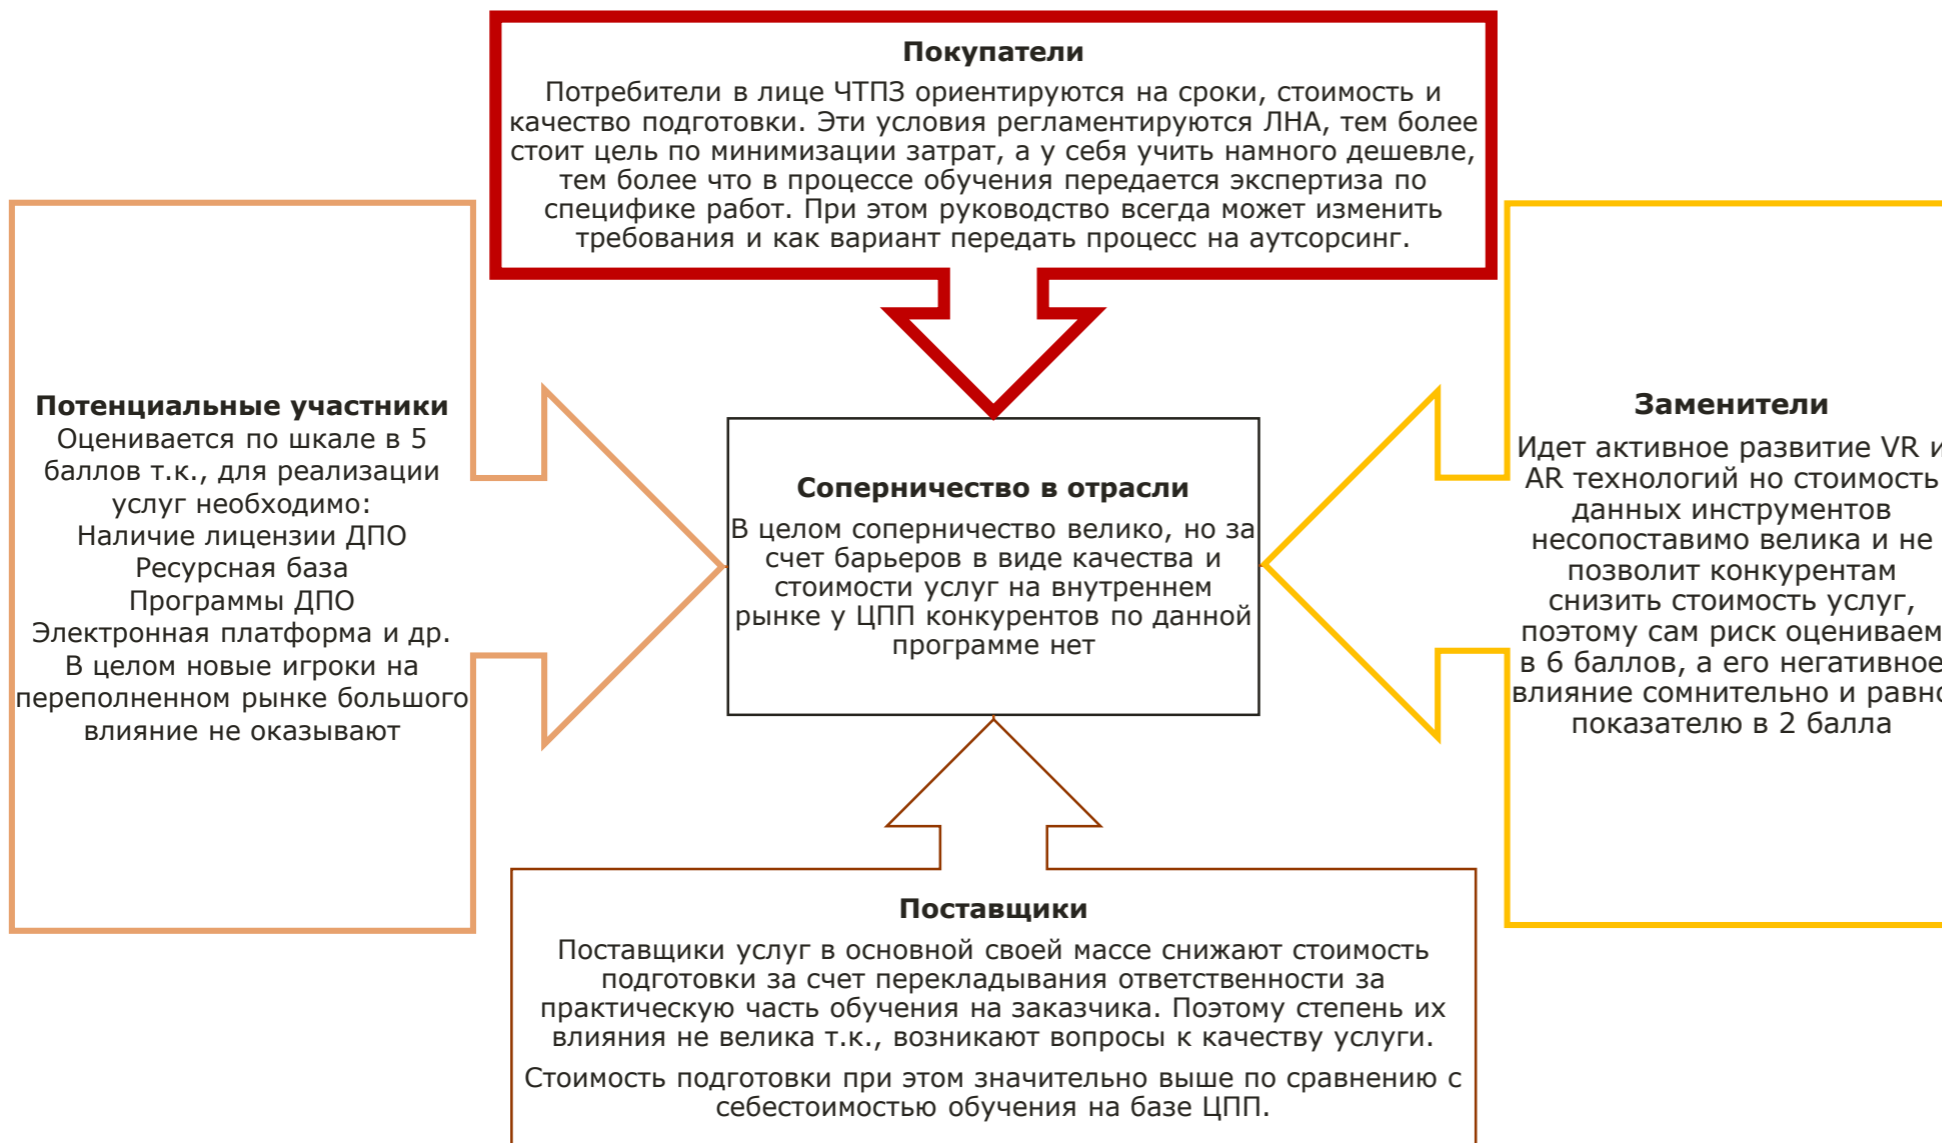 Покупатели
Потребители в лице ЧТПЗ ориентируются на сроки, стоимость и
качество подготовки. Эти условия регламентируются ЛНА, тем более
стоит цель по минимизации затрат, а у себя учить намного дешевле,
тем более что в процессе обучения передается экспертиза по
специфике работ. При этом руководство всегда может изменить
требования и как вариант передать процесс на аутсорсинг.
Потенциальные участники
Оценивается по шкале в 5
баллов т.к., для реализации
услуг необходимо:
Наличие лицензии ДПО
Ресурсная база
Программы ДПО
Электронная платформа и др.
В целом новые игроки на
переполненном рынке большого
влияние не оказывают
Соперничество в отрасли
В целом соперничество велико, но за
счет барьеров в виде качества и
стоимости услуг на внутреннем
рынке у ЦПП конкурентов по данной
программе нет
Заменители
Идет активное развитие VR и
AR технологий но стоимость
данных инструментов
несопоставимо велика и не
позволит конкурентам
снизить стоимость услуг,
поэтому сам риск оцениваем
в 6 баллов, а его негативное
влияние сомнительно и равно
показателю в 2 балла
Поставщики
Поставщики услуг в основной своей массе снижают стоимость
подготовки за счет перекладывания ответственности за
практическую часть обучения на заказчика. Поэтому степень их
влияния не велика т.к., возникают вопросы к качеству услуги.
Стоимость подготовки при этом значительно выше по сравнению с
себестоимостью обучения на базе ЦПП.